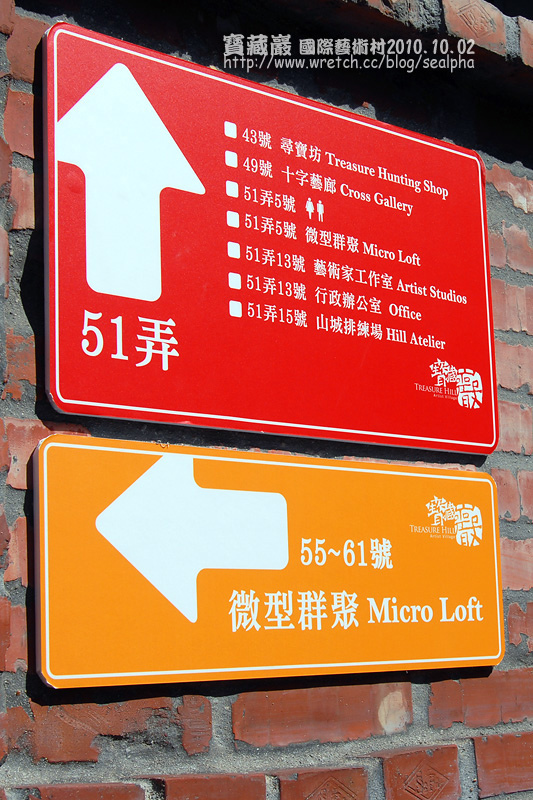 寶藏巖 國際藝術村2010.10.02
http://www.wretch.cc/blog/sealpha
43號 尋寶坊 Treasure Hunting Shop
49號 十字藝廊 Cross Gallery
51弄5號
51弄5號 微型群聚 Micro Loft
51弄13號 藝術家工作室 Artist Studios
51弄13號 行政辦公室 Office
51弄15號 山城排練場 Hill Atelier
51弄
寶藏巖
TREASURE HILL
Artist Village
寶藏巖
TREASURE HILL
Artist Village
55~61號
微型群聚 Micro Loft